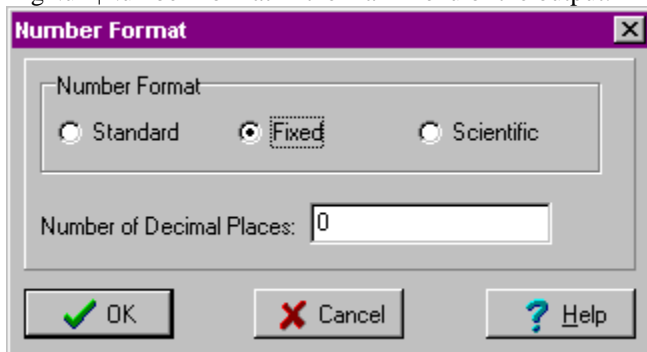 Number Format
Number Format
Standard Fixed Scientific
Number of Decimal Places: 0
OK Cancel Help